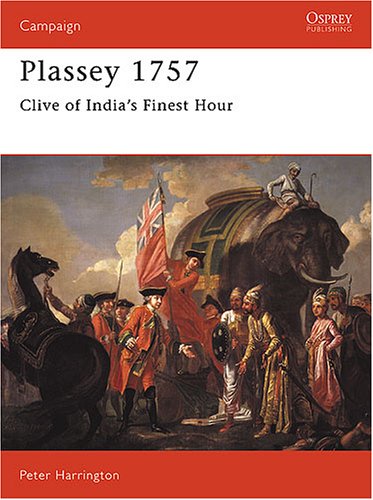 Campaign
OSPREY
PUBLISHING
Plassey 1757
Clive of India's Finest Hour
Peter Harrington